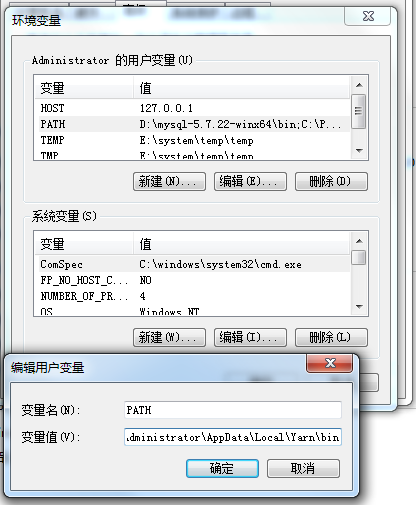 环境变量
Administrator 的用户变量(U)
变量 值
HOST 127.0.0.1
PATH D:\mysql-5.7.22-winx64\bin;C:\P...
TEMP E:\system\temp\temp
TMP E:\system\temp\temp
新建(N)... 编辑(E)... 删除(D)
系统变量(S)
变量 值
ComSpec C:\windows\system32\cmd.exe
FP_NO_HOST_C... NO
NUMBER_OF_PR... 4
OS Windows_NT
新建(W)... 编辑(I)... 删除(L)
编辑用户变量
变量名(N): PATH
变量值(V): dministrator\AppData\Local\Yarn\bin
确定 取消